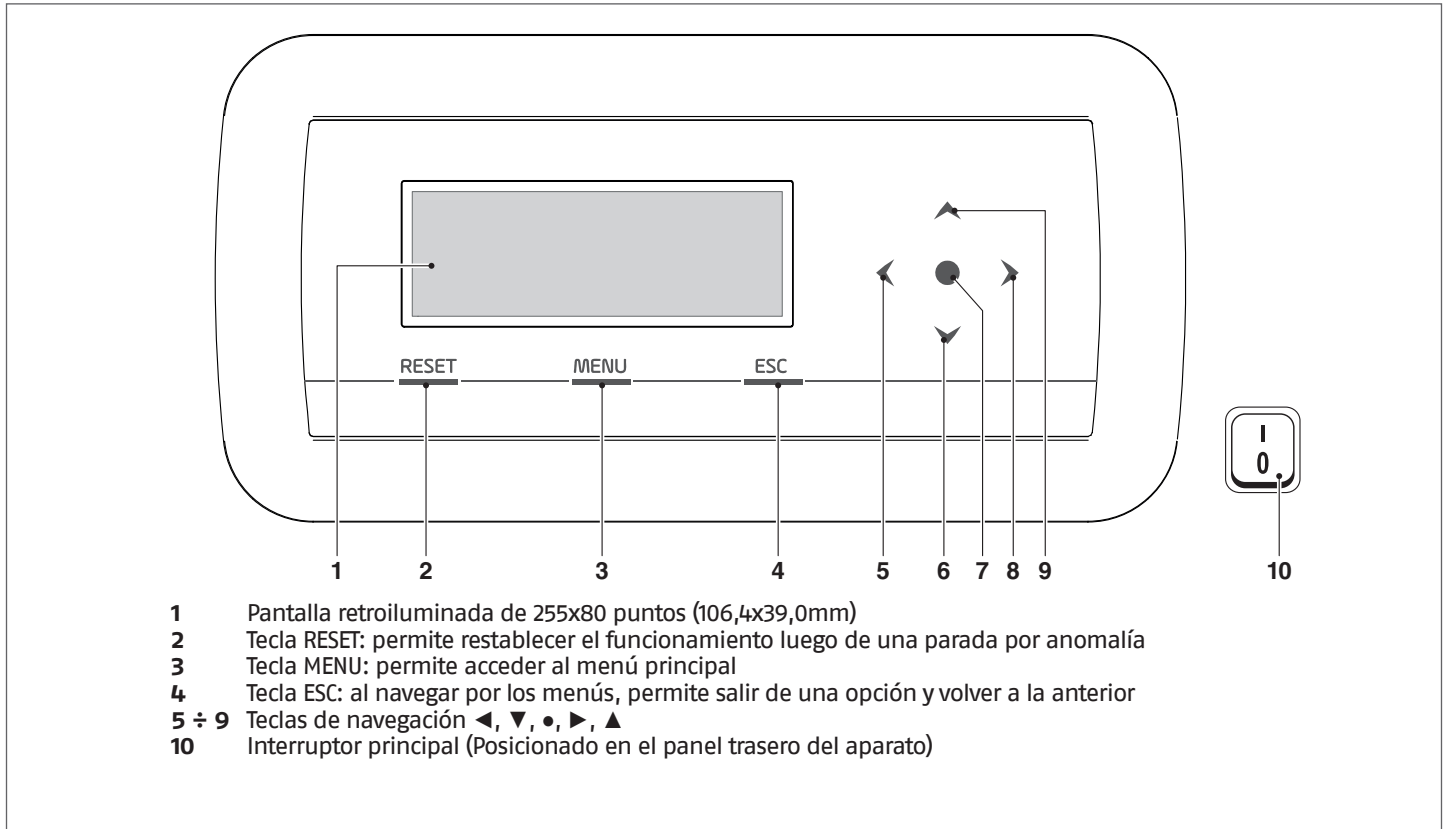 RESET MENU ESC
I
0
1 2 3 4 5 6 7 8 9 10
1 Pantalla retroiluminada de 255x80 puntos (106,4x39,0mm)
2 Tecla RESET: permite restablecer el funcionamiento luego de una parada por anomalía
3 Tecla MENU: permite acceder al menú principal
4 Tecla ESC: al navegar por los menús, permite salir de una opción y volver a la anterior
5 ÷ 9 Teclas de navegación ◄, ▼, ●, ►, ▲
10 Interruptor principal (Posicionado en el panel trasero del aparato)